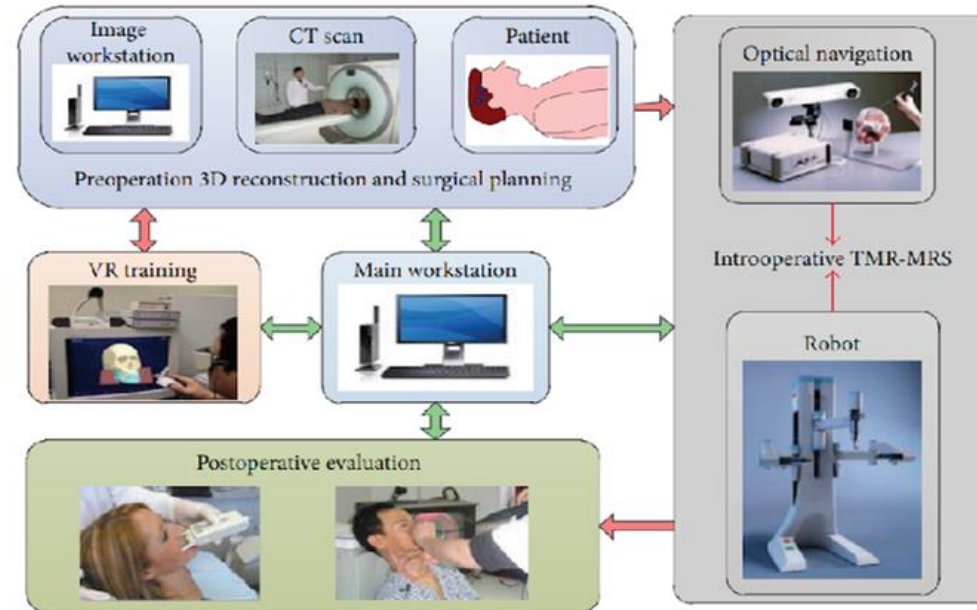 Image
workstation
CT scan
Patient
Preoperation 3D reconstruction and surgical planning
Optical navigation
Introoperative TMR-MRS
Robot
VR training
Main workstation
Postoperative evaluation